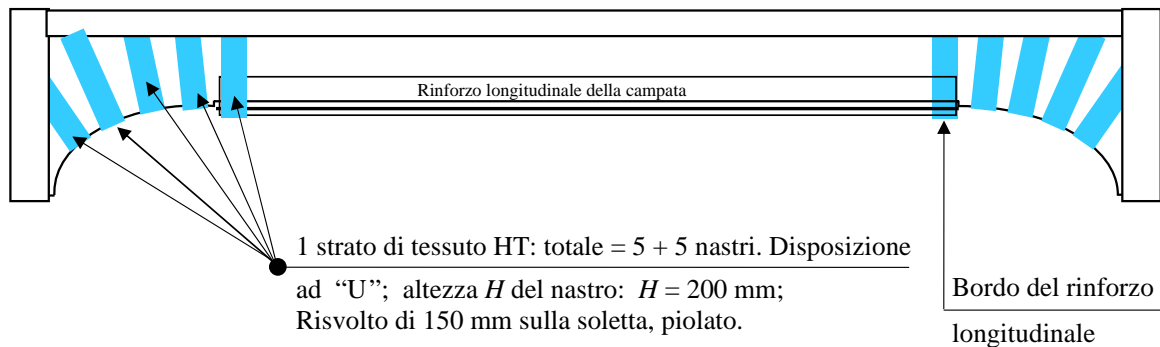 Rinforzo longitudinale della campata
1 strato di tessuto HT: totale = 5 + 5 nastri. Disposizione
ad “U”; altezza H del nastro: H = 200 mm;
Risvolto di 150 mm sulla soletta, piolato.
Bordo del rinforzo
longitudinale